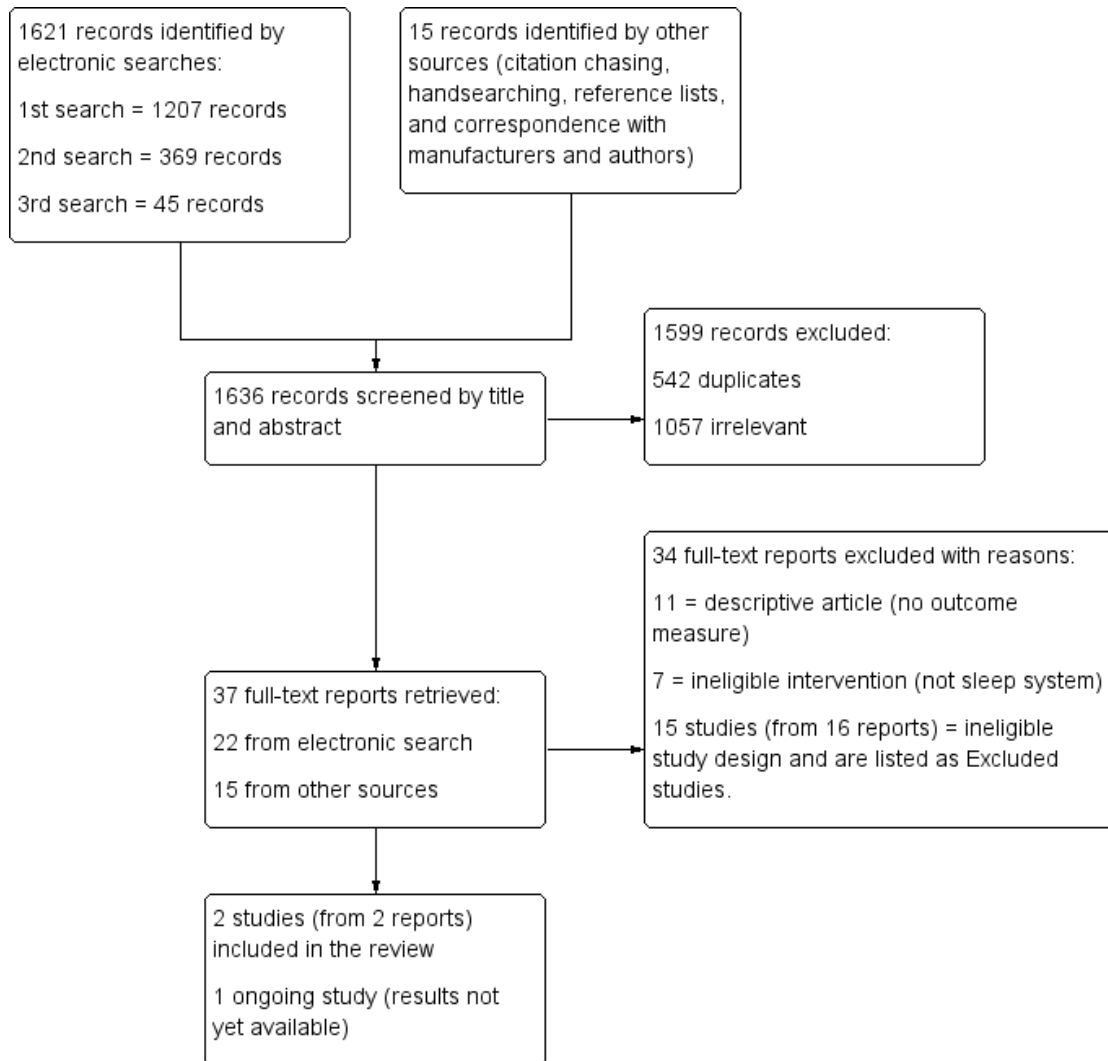 1621 records identified by
electronic searches:
1st search = 1207 records
2nd search = 369 records
3rd search = 45 records
15 records identified by other
sources (citation chasing,
handsearching, reference lists,
and correspondence with
manufacturers and authors)
1636 records screened by title
and abstract
1599 records excluded:
542 duplicates
1057 irrelevant
37 full-text reports retrieved:
22 from electronic search
15 from other sources
34 full-text reports excluded with reasons:
11 = descriptive article (no outcome
measure)
7 = ineligible intervention (not sleep system)
15 studies (from 16 reports) = ineligible
study design and are listed as Excluded
studies.
2 studies (from 2 reports)
included in the review
1 ongoing study (results not
yet available)